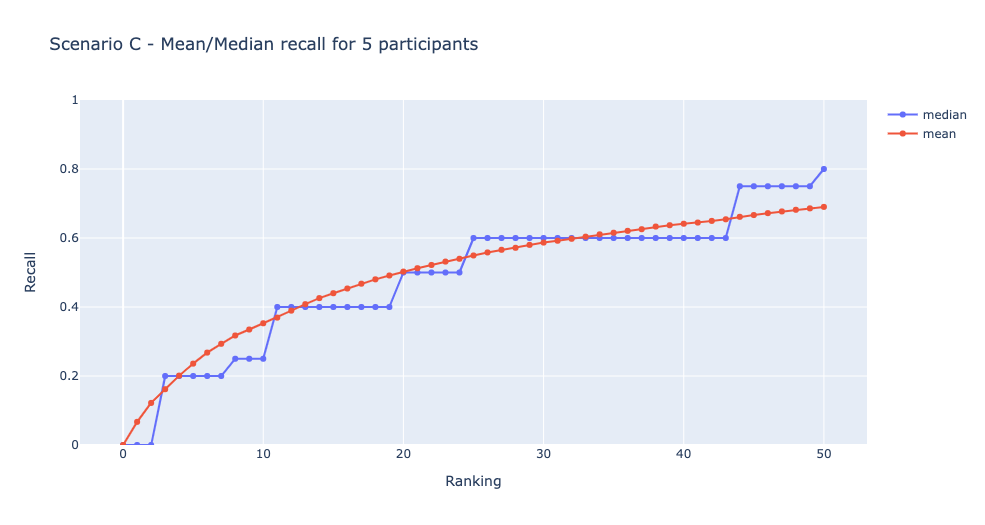 Scenario C - Mean/Median recall for 5 participants
1
0.8
0.6
0.4
0.2
0
Recall
0 10 20 30 40 50
Ranking
median
mean